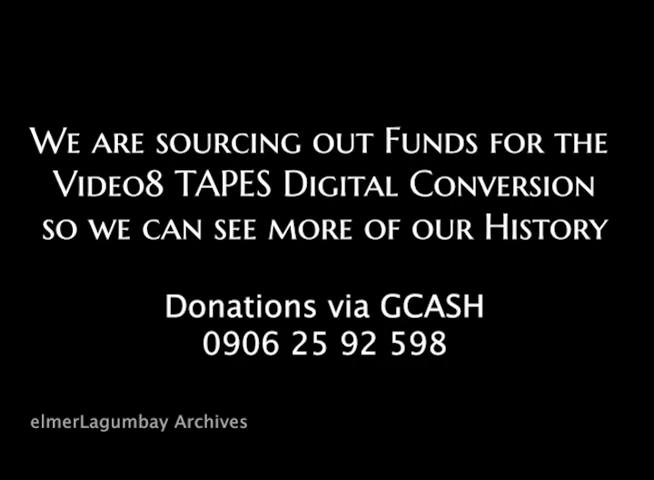 We are sourcing out Funds for the
Video8 TAPES Digital Conversion
so we can see more of our History
Donations via GCASH
0906 25 92 598
elmerLagumbay Archives